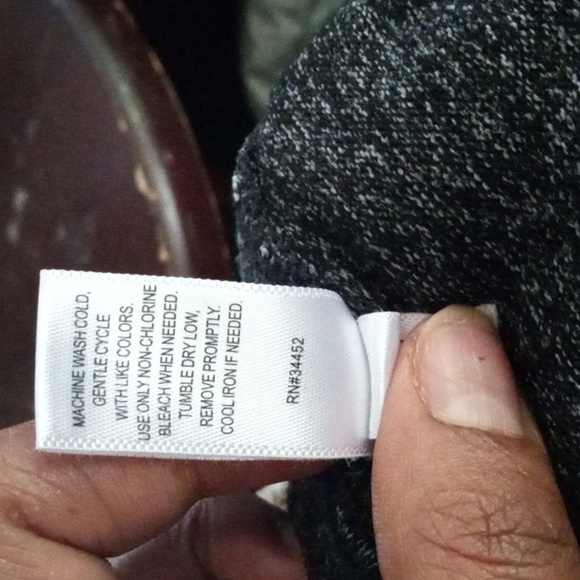 MACHINE WASH COLD,
GENTLE CYCLE
WITH LIKE COLORS.
USE ONLY NON-CHLORINE
BLEACH WHEN NEEDED.
TUMBLE DRY LOW,
REMOVE PROMPTLY.
COOL IRON IF NEEDED.
RN#34452